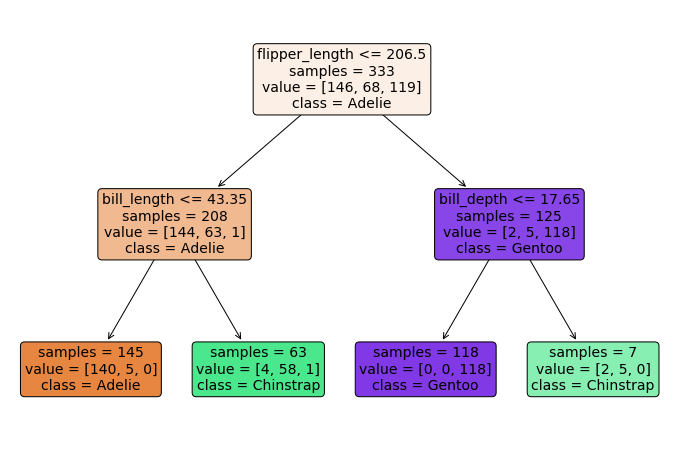 flipper_length <= 206.5
samples = 333
value = [146, 68, 119]
class = Adelie
bill_length <= 43.35
samples = 208
value = [144, 63, 1]
class = Adelie
bill_depth <= 17.65
samples = 125
value = [2, 5, 118]
class = Gentoo
samples = 145
value = [140, 5, 0]
class = Adelie
samples = 63
value = [4, 58, 1]
class = Chinstrap
samples = 118
value = [0, 0, 118]
class = Gentoo
samples = 7
value = [2, 5, 0]
class = Chinstrap